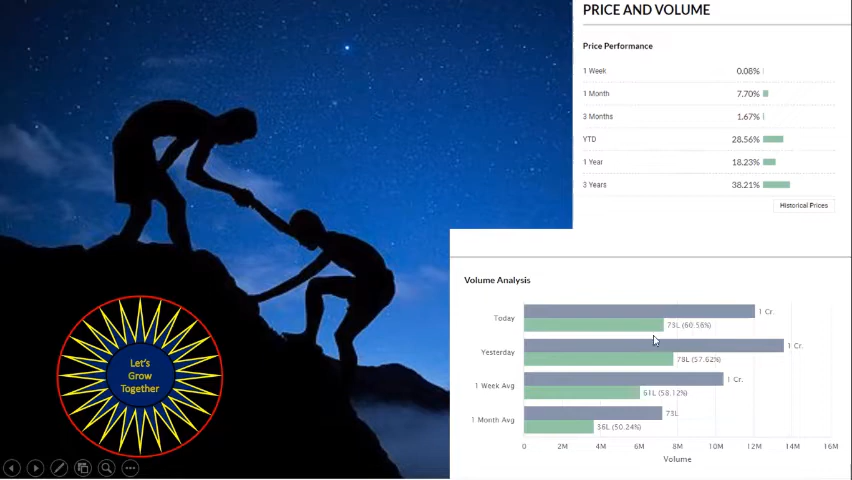 PRICE AND VOLUME
Price Performance
1 Week 0.08%
1 Month 7.70%
3 Months 1.67%
YTD 28.56%
1 Year 18.23%
3 Years 38.21%
Historical Prices
Volume Analysis
Today 1 Cr.
73L (60.56%)
Yesterday 1 Cr.
78L (57.62%)
1 Week Avg 1 Cr.
61L (58.12%)
1 Month Avg 73L
36L (50.24%)
0 2M 4M 6M 8M 10M 12M 14M 16M
Volume
Let's
Grow
Together